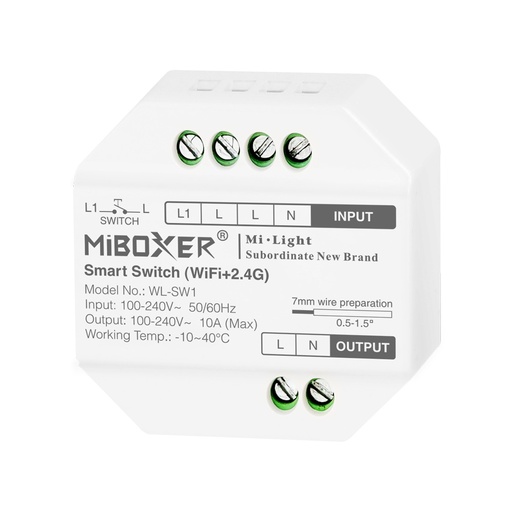 L1 L
SWITCH
L1 L L N INPUT
MiBOXER®
Mi·Light
Subordinate New Brand
Smart Switch (WiFi+2.4G)
Model No.: WL-SW1
Input: 100-240V~ 50/60Hz
Output: 100-240V~ 10A (Max)
Working Temp.: -10~40°C
7mm wire preparation
0.5-1.5°
L N OUTPUT